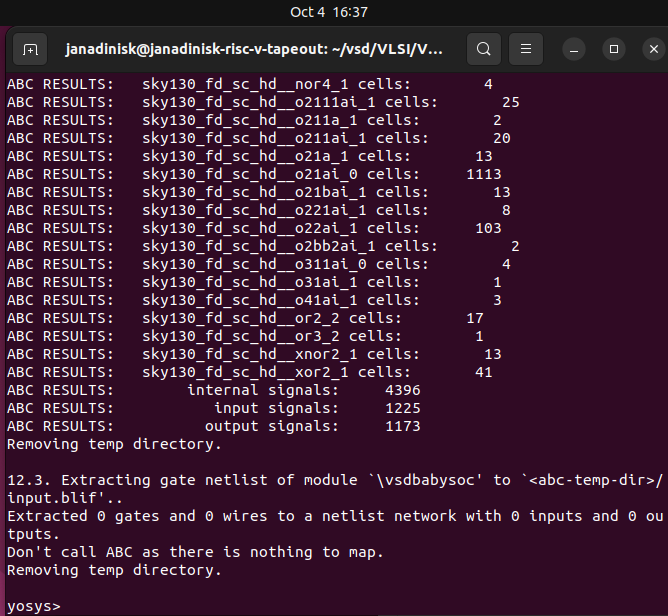 Oct 4 16:37
janadinisk@janadinisk-risc-v-tapeout: ~/vsd/VLSI/V...
ABC RESULTS:   sky130_fd_sc_hd__nor4_1 cells:        4
ABC RESULTS:   sky130_fd_sc_hd__o2111ai_1 cells:       25
ABC RESULTS:   sky130_fd_sc_hd__o211a_1 cells:        2
ABC RESULTS:   sky130_fd_sc_hd__o211ai_1 cells:       20
ABC RESULTS:   sky130_fd_sc_hd__o21a_1 cells:       13
ABC RESULTS:   sky130_fd_sc_hd__o21ai_0 cells:     1113
ABC RESULTS:   sky130_fd_sc_hd__o21bai_1 cells:       13
ABC RESULTS:   sky130_fd_sc_hd__o221ai_1 cells:        8
ABC RESULTS:   sky130_fd_sc_hd__o22ai_1 cells:      103
ABC RESULTS:   sky130_fd_sc_hd__o2bb2ai_1 cells:        2
ABC RESULTS:   sky130_fd_sc_hd__o311ai_0 cells:        4
ABC RESULTS:   sky130_fd_sc_hd__o31ai_1 cells:        1
ABC RESULTS:   sky130_fd_sc_hd__o41ai_1 cells:        3
ABC RESULTS:   sky130_fd_sc_hd__or2_2 cells:       17
ABC RESULTS:   sky130_fd_sc_hd__or3_2 cells:        1
ABC RESULTS:   sky130_fd_sc_hd__xnor2_1 cells:       13
ABC RESULTS:   sky130_fd_sc_hd__xor2_1 cells:       41
ABC RESULTS:        internal signals:     4396
ABC RESULTS:           input signals:     1225
ABC RESULTS:          output signals:     1173
Removing temp directory.
12.3. Extracting gate netlist of module `\vsdbabysoc' to `<abc-temp-dir>/
input.blif'..
Extracted 0 gates and 0 wires to a netlist network with 0 inputs and 0 ou
tputs.
Don't call ABC as there is nothing to map.
Removing temp directory.
yosys>